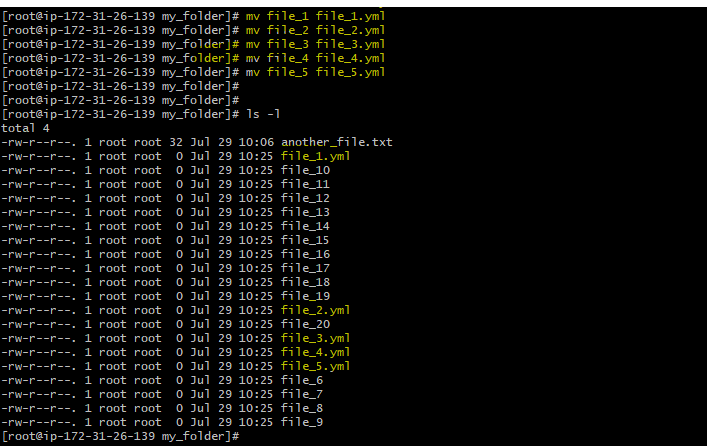 [root@ip-172-31-26-139 my_folder]# mv file_1 file_1.yml
[root@ip-172-31-26-139 my_folder]# mv file_2 file_2.yml
[root@ip-172-31-26-139 my_folder]# mv file_3 file_3.yml
[root@ip-172-31-26-139 my_folder]# mv file_4 file_4.yml
[root@ip-172-31-26-139 my_folder]# mv file_5 file_5.yml
[root@ip-172-31-26-139 my_folder]#
[root@ip-172-31-26-139 my_folder]#
[root@ip-172-31-26-139 my_folder]# ls -l
total 4
-rw-r--r--. 1 root root 32 Jul 29 10:06 another_file.txt
-rw-r--r--. 1 root root  0 Jul 29 10:25 file_1.yml
-rw-r--r--. 1 root root  0 Jul 29 10:25 file_10
-rw-r--r--. 1 root root  0 Jul 29 10:25 file_11
-rw-r--r--. 1 root root  0 Jul 29 10:25 file_12
-rw-r--r--. 1 root root  0 Jul 29 10:25 file_13
-rw-r--r--. 1 root root  0 Jul 29 10:25 file_14
-rw-r--r--. 1 root root  0 Jul 29 10:25 file_15
-rw-r--r--. 1 root root  0 Jul 29 10:25 file_16
-rw-r--r--. 1 root root  0 Jul 29 10:25 file_17
-rw-r--r--. 1 root root  0 Jul 29 10:25 file_18
-rw-r--r--. 1 root root  0 Jul 29 10:25 file_19
-rw-r--r--. 1 root root  0 Jul 29 10:25 file_2.yml
-rw-r--r--. 1 root root  0 Jul 29 10:25 file_20
-rw-r--r--. 1 root root  0 Jul 29 10:25 file_3.yml
-rw-r--r--. 1 root root  0 Jul 29 10:25 file_4.yml
-rw-r--r--. 1 root root  0 Jul 29 10:25 file_5.yml
-rw-r--r--. 1 root root  0 Jul 29 10:25 file_6
-rw-r--r--. 1 root root  0 Jul 29 10:25 file_7
-rw-r--r--. 1 root root  0 Jul 29 10:25 file_8
-rw-r--r--. 1 root root  0 Jul 29 10:25 file_9
[root@ip-172-31-26-139 my_folder]#